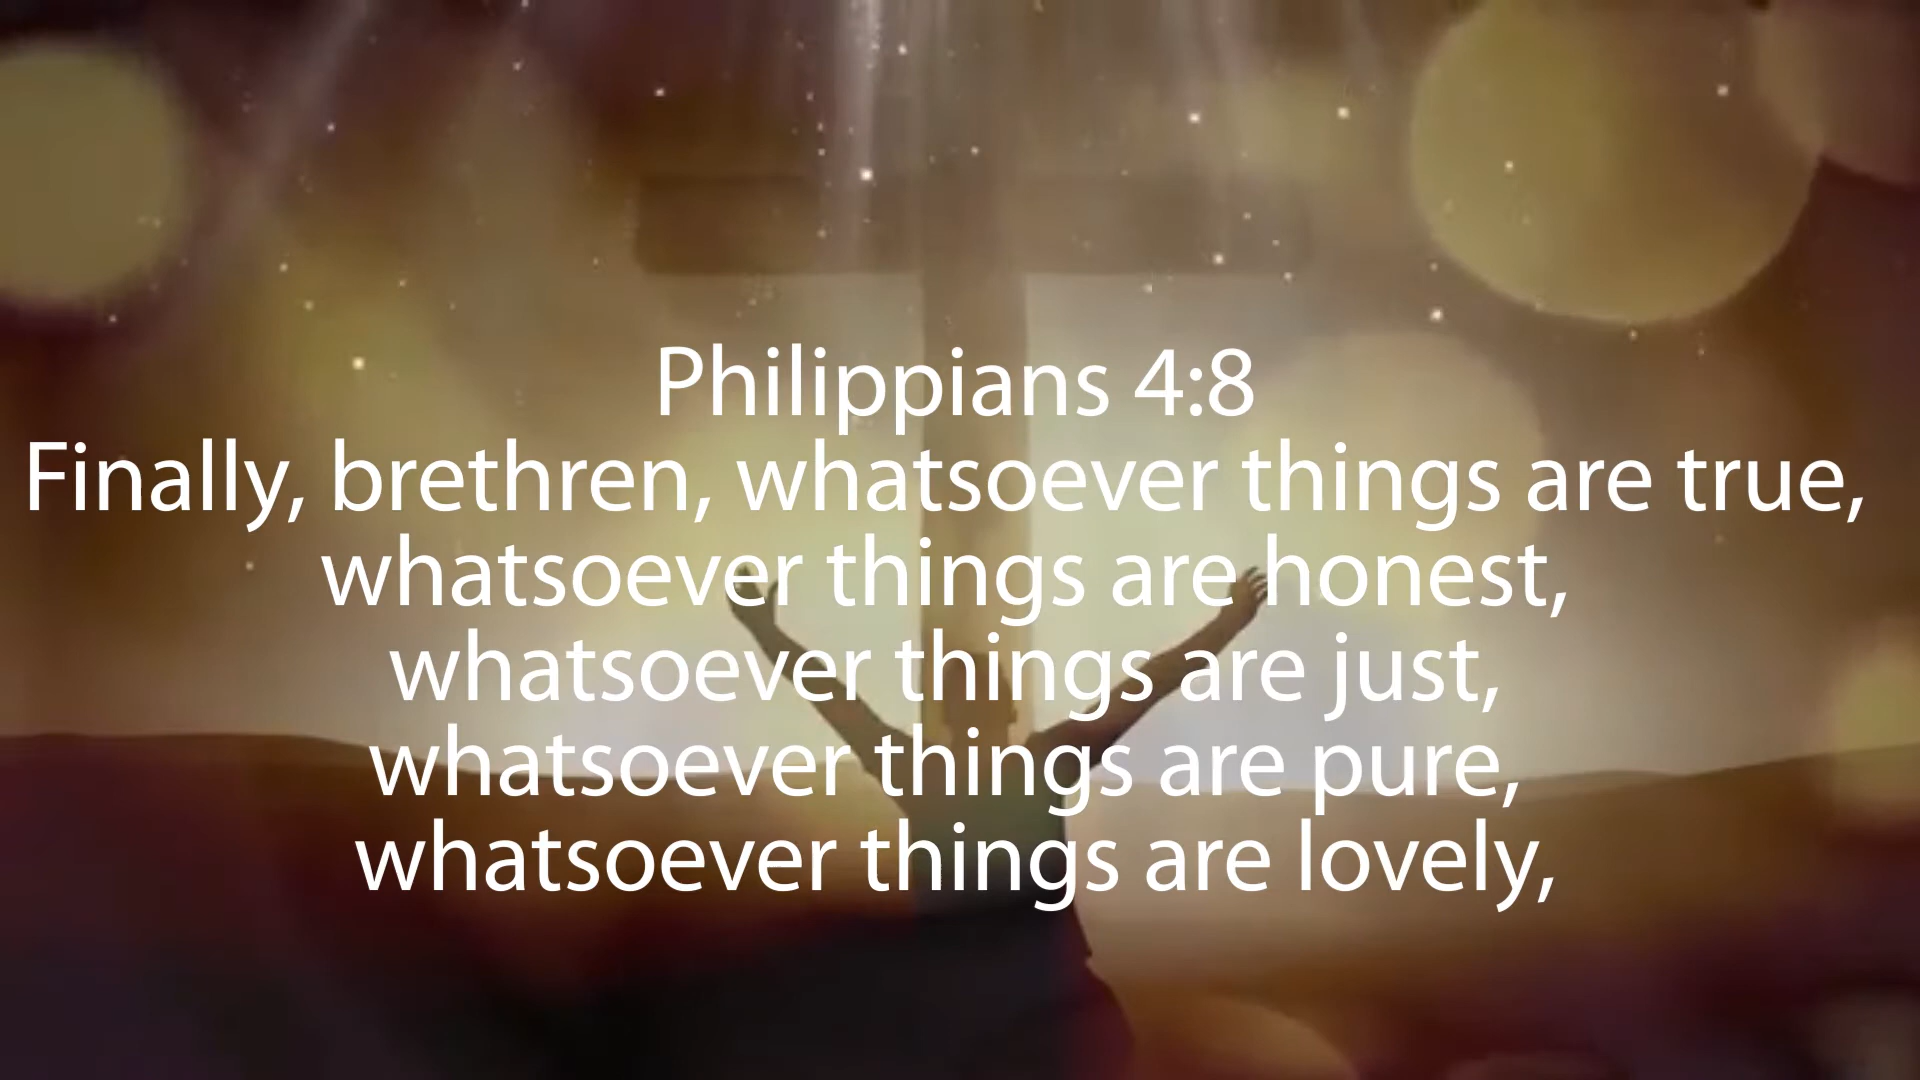 Philippians 4:8
Finally, brethren, whatsoever things are true,
whatsoever things are honest,
whatsoever things are just,
whatsoever things are pure,
whatsoever things are lovely,